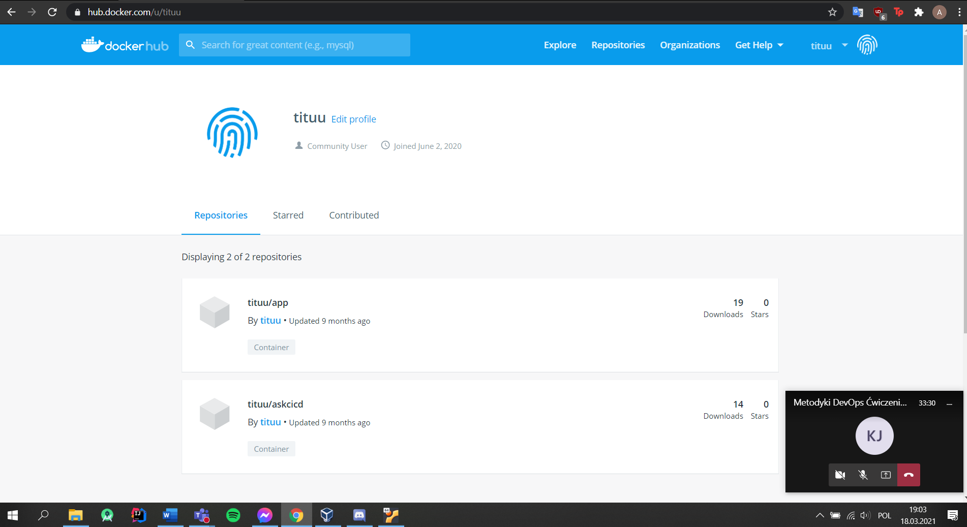 hub.docker.com/u/tituu
6
A
docker hub
Search for great content (e.g., mysql)
Explore
Repositories
Organizations
Get Help
tituu
tituu
Edit profile
Community User
Joined June 2, 2020
Repositories
Starred
Contributed
Displaying 2 of 2 repositories
tituu/app
19
0
By tituu • Updated 9 months ago
Downloads
Stars
Container
tituu/askcicd
14
0
By tituu • Updated 9 months ago
Downloads
Stars
Container
Metodyki DevOps Ćwiczeni...
33:30
KJ
POL
19:03
18.03.2021